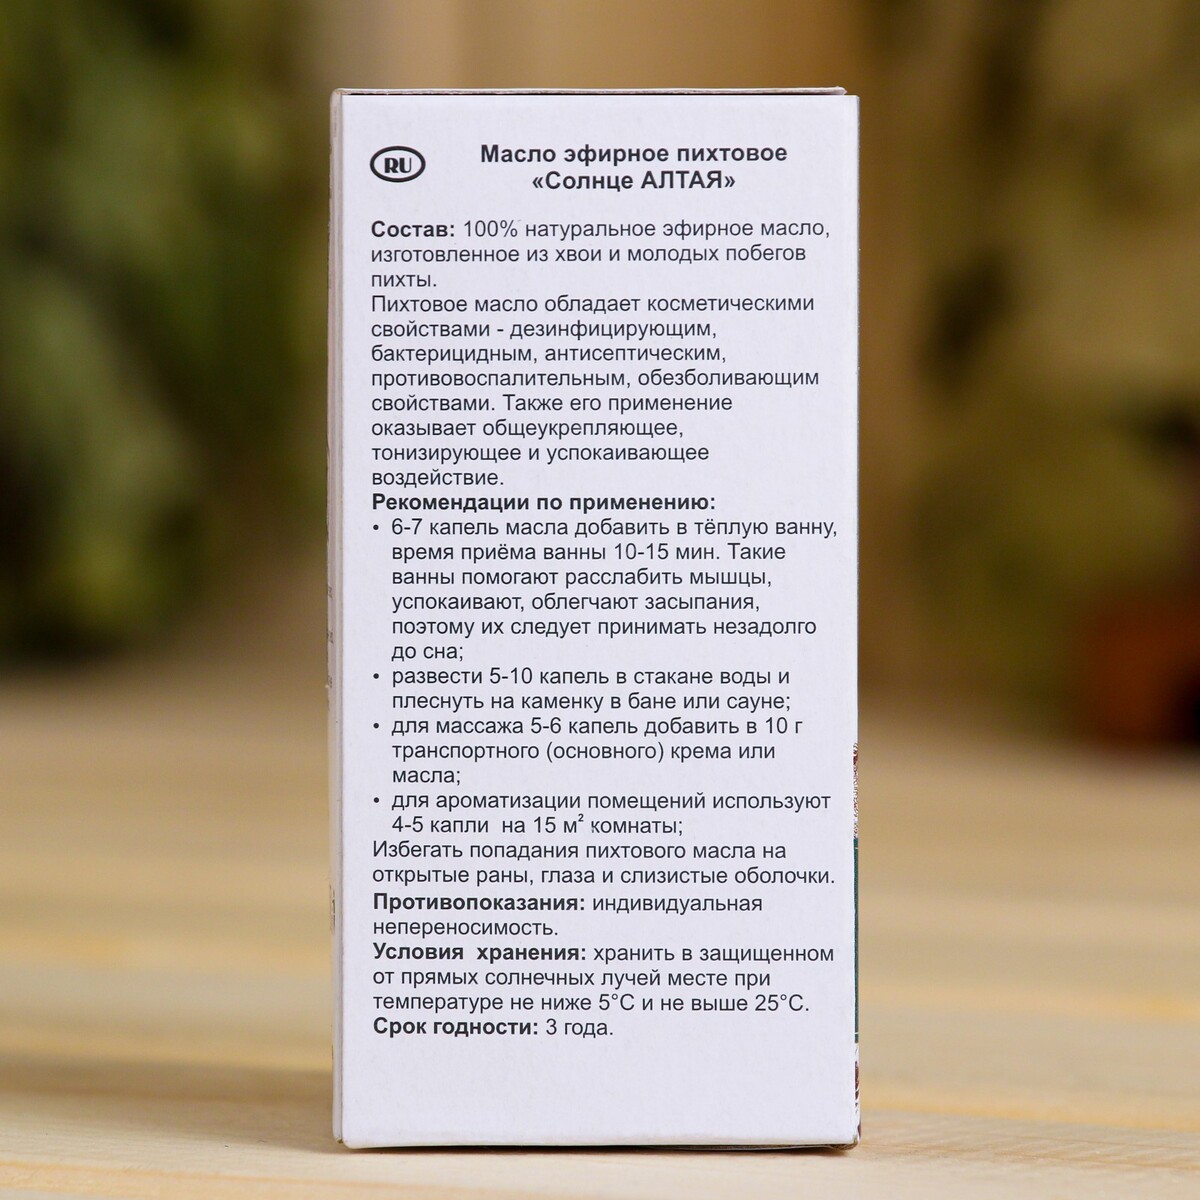 RU
Масло эфирное пихтовое
«Солнце АЛТАЯ»
Состав: 100% натуральное эфирное масло,
изготовленное из хвои и молодых побегов
пихты.
Пихтовое масло обладает косметическими
свойствами - дезинфицирующим,
бактерицидным, антисептическим,
противовоспалительным, обезболивающим
свойствами. Также его применение
оказывает общеукрепляющее,
тонизирующее и успокаивающее
воздействие.
Рекомендации по применению:
• 6-7 капель масла добавить в тёплую ванну,
время приёма ванны 10-15 мин. Такие
ванны помогают расслабить мышцы,
успокаивают, облегчают засыпания,
поэтому их следует принимать незадолго
до сна;
• развести 5-10 капель в стакане воды и
плеснуть на каменку в бане или сауне;
• для массажа 5-6 капель добавить в 10 г
транспортного (основного) крема или
масла;
• для ароматизации помещений используют
4-5 капли на 15 м² комнаты;
Избегать попадания пихтового масла на
открытые раны, глаза и слизистые оболочки.
Противопоказания: индивидуальная
непереносимость.
Условия хранения: хранить в защищенном
от прямых солнечных лучей месте при
температуре не ниже 5°С и не выше 25°С.
Срок годности: 3 года.